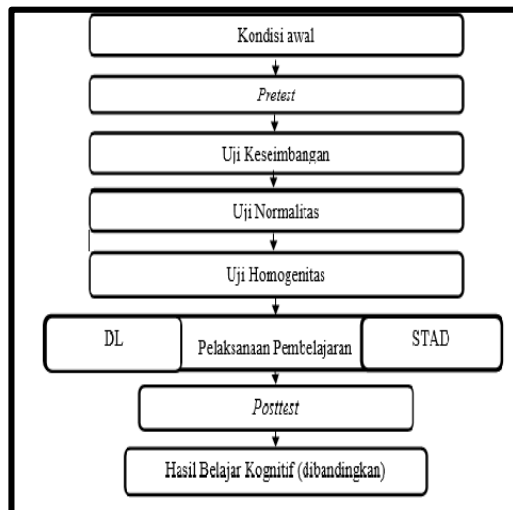 Kondisi awal
Pretest
Uji Keseimbangan
Uji Normalitas
Uji Homogenitas
DL Pelaksanaan Pembelajaran STAD
Posttest
Hasil Belajar Kognitif (dibandingkan)